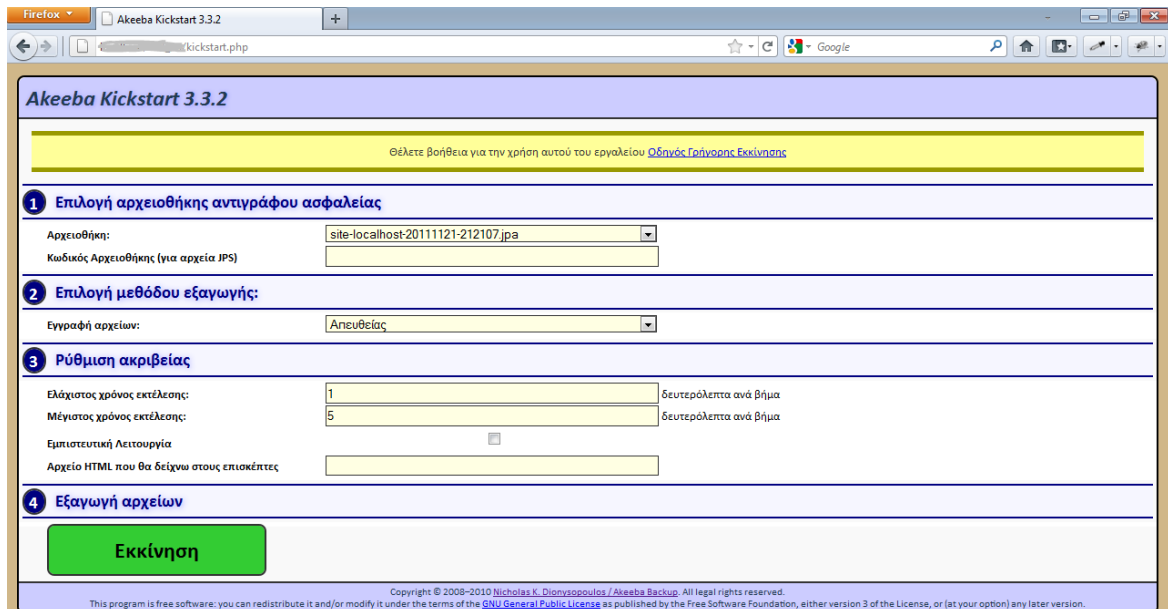 Firefox
Akeeba Kickstart 3.3.2
/kickstart.php
Google
Akeeba Kickstart 3.3.2
Θέλετε βοήθεια για την χρήση αυτού του εργαλείου Οδηγός Γρήγορης Εκκίνησης
1 Επιλογή αρχειοθήκης αντιγράφου ασφαλείας
Αρχειοθήκη: site-localhost-20111121-212107.jpa
Κωδικός Αρχειοθήκης (για αρχεία JPS)
2 Επιλογή μεθόδου εξαγωγής:
Εγγραφή αρχείων: Απευθείας
3 Ρύθμιση ακριβείας
Ελάχιστος χρόνος εκτέλεσης: 1 δευτερόλεπτα ανά βήμα
Μέγιστος χρόνος εκτέλεσης: 5 δευτερόλεπτα ανά βήμα
Εμπιστευτική Λειτουργία
Αρχείο HTML που θα δείχνω στους επισκέπτες
4 Εξαγωγή αρχείων
Εκκίνηση
Copyright © 2008–2010 Nicholas K. Dionysopoulos / Akeeba Backup. All legal rights reserved.
This program is free software: you can redistribute it and/or modify it under the terms of the GNU General Public License as published by the Free Software Foundation, either version 3 of the License, or (at your option) any later version.